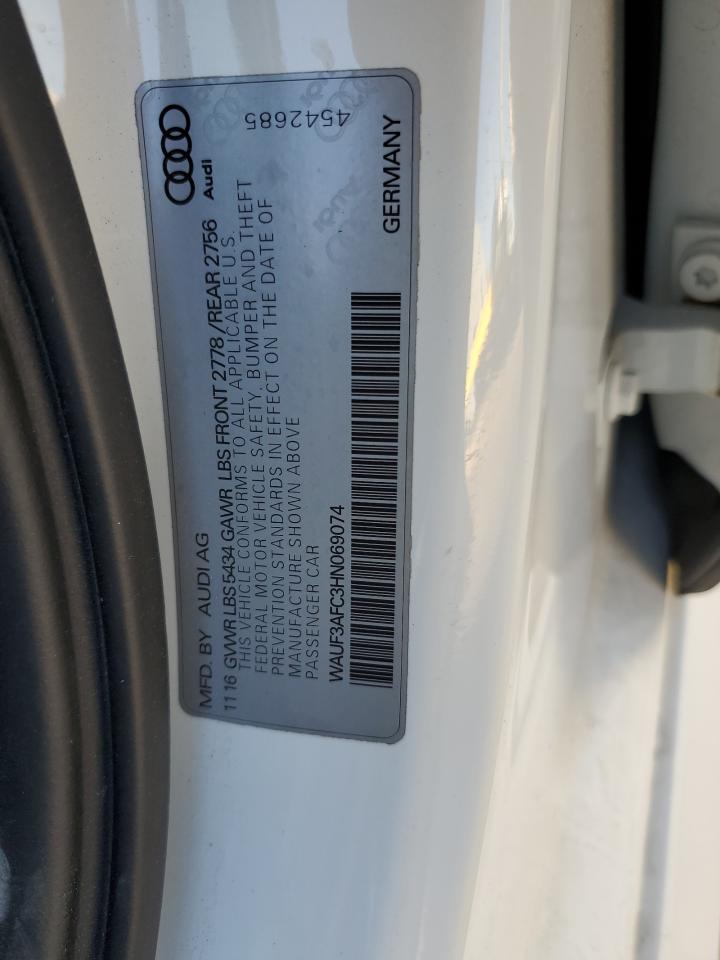 MFD. BY AUDI AG
Audi
11 16 GVWR LBS 5434 GAWR LBS FRONT 2778 / REAR 2756
THIS VEHICLE CONFORMS TO ALL APPLICABLE U.S.
FEDERAL MOTOR VEHICLE SAFETY, BUMPER AND THEFT
PREVENTION STANDARDS IN EFFECT ON THE DATE OF
MANUFACTURE SHOWN ABOVE
PASSENGER CAR
4542685
WAUF3AFC3HN069074
GERMANY